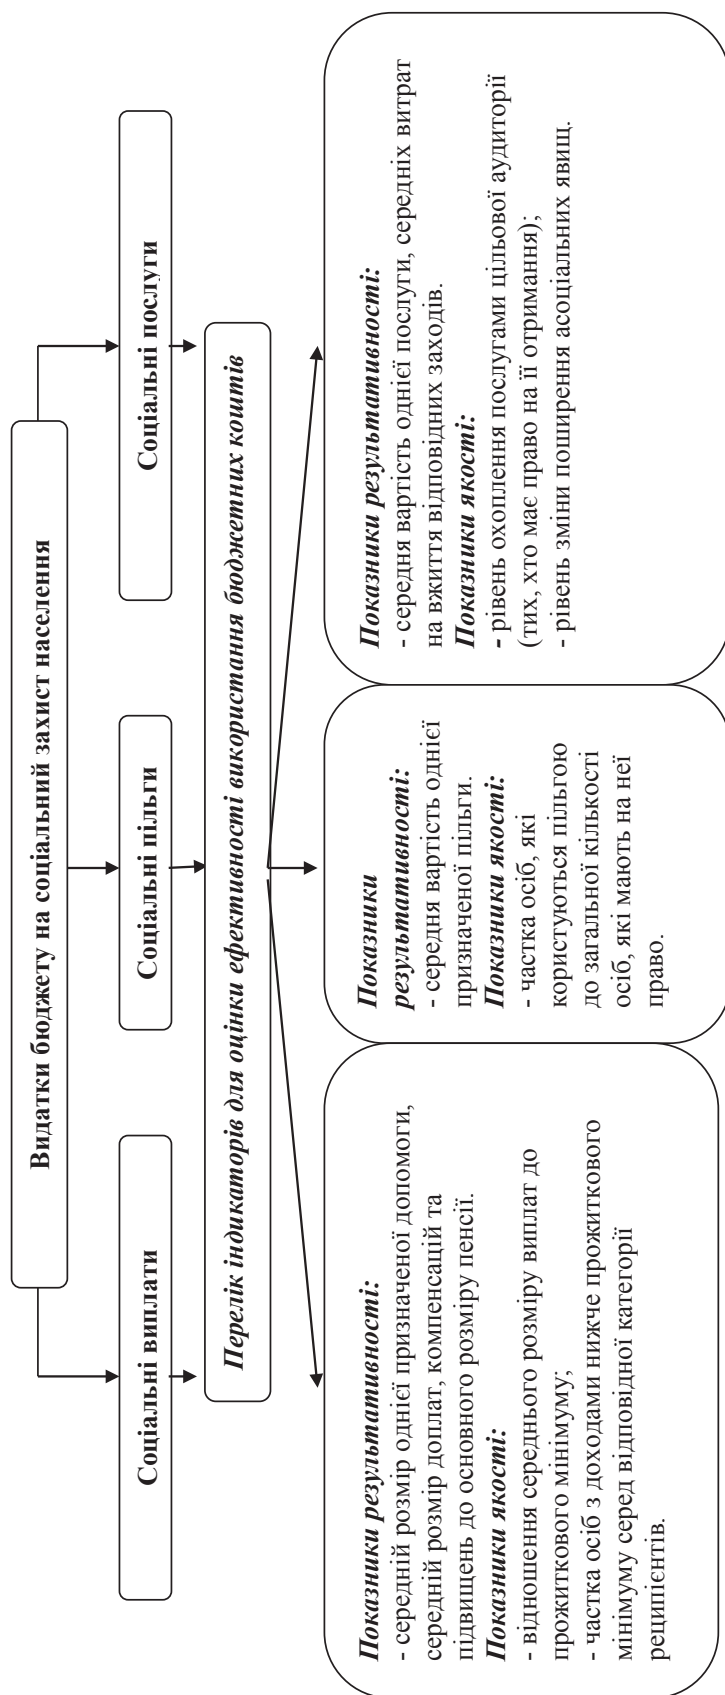 Видатки бюджету на соціальний захист населення
Соціальні виплати
Соціальні пільги
Соціальні послуги
Перелік індикаторів для оцінки ефективності використання бюджетних коштів
Показники результативності:
- середній розмір однієї призначеної допомоги,
середній розмір доплат, компенсацій та
підвищень до основного розміру пенсії.
Показники якості:
- відношення середнього розміру виплат до
прожиткового мінімуму;
- частка осіб з доходами нижче прожиткового
мінімуму серед відповідної категорії
реципієнтів.
Показники
результативності:
- середня вартість однієї
призначеної пільги.
Показники якості:
- частка осіб, які
користуються пільгою
до загальної кількості
осіб, які мають на неї
право.
Показники результативності:
- середня вартість однієї послуги, середніх витрат
на вжиття відповідних заходів.
Показники якості:
- рівень охоплення послугами цільової аудиторії
(тих, хто має право на її отримання);
- рівень зміни поширення асоціальних явищ.